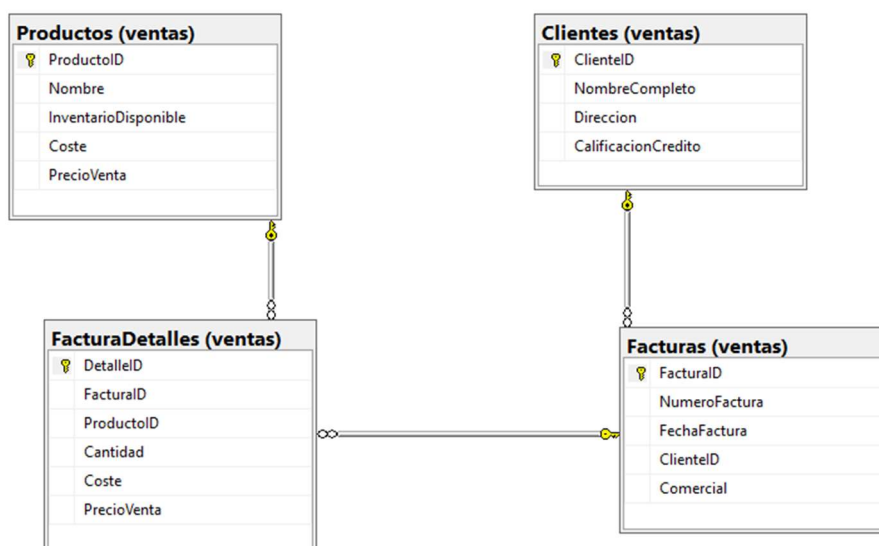 Productos (ventas)
ProductoID
Nombre
InventarioDisponible
Coste
PrecioVenta
Clientes (ventas)
ClienteID
NombreCompleto
Direccion
CalificacionCredito
FacturaDetalles (ventas)
DetalleID
FacturaID
ProductoID
Cantidad
Coste
PrecioVenta
Facturas (ventas)
FacturaID
NumeroFactura
FechaFactura
ClienteID
Comercial